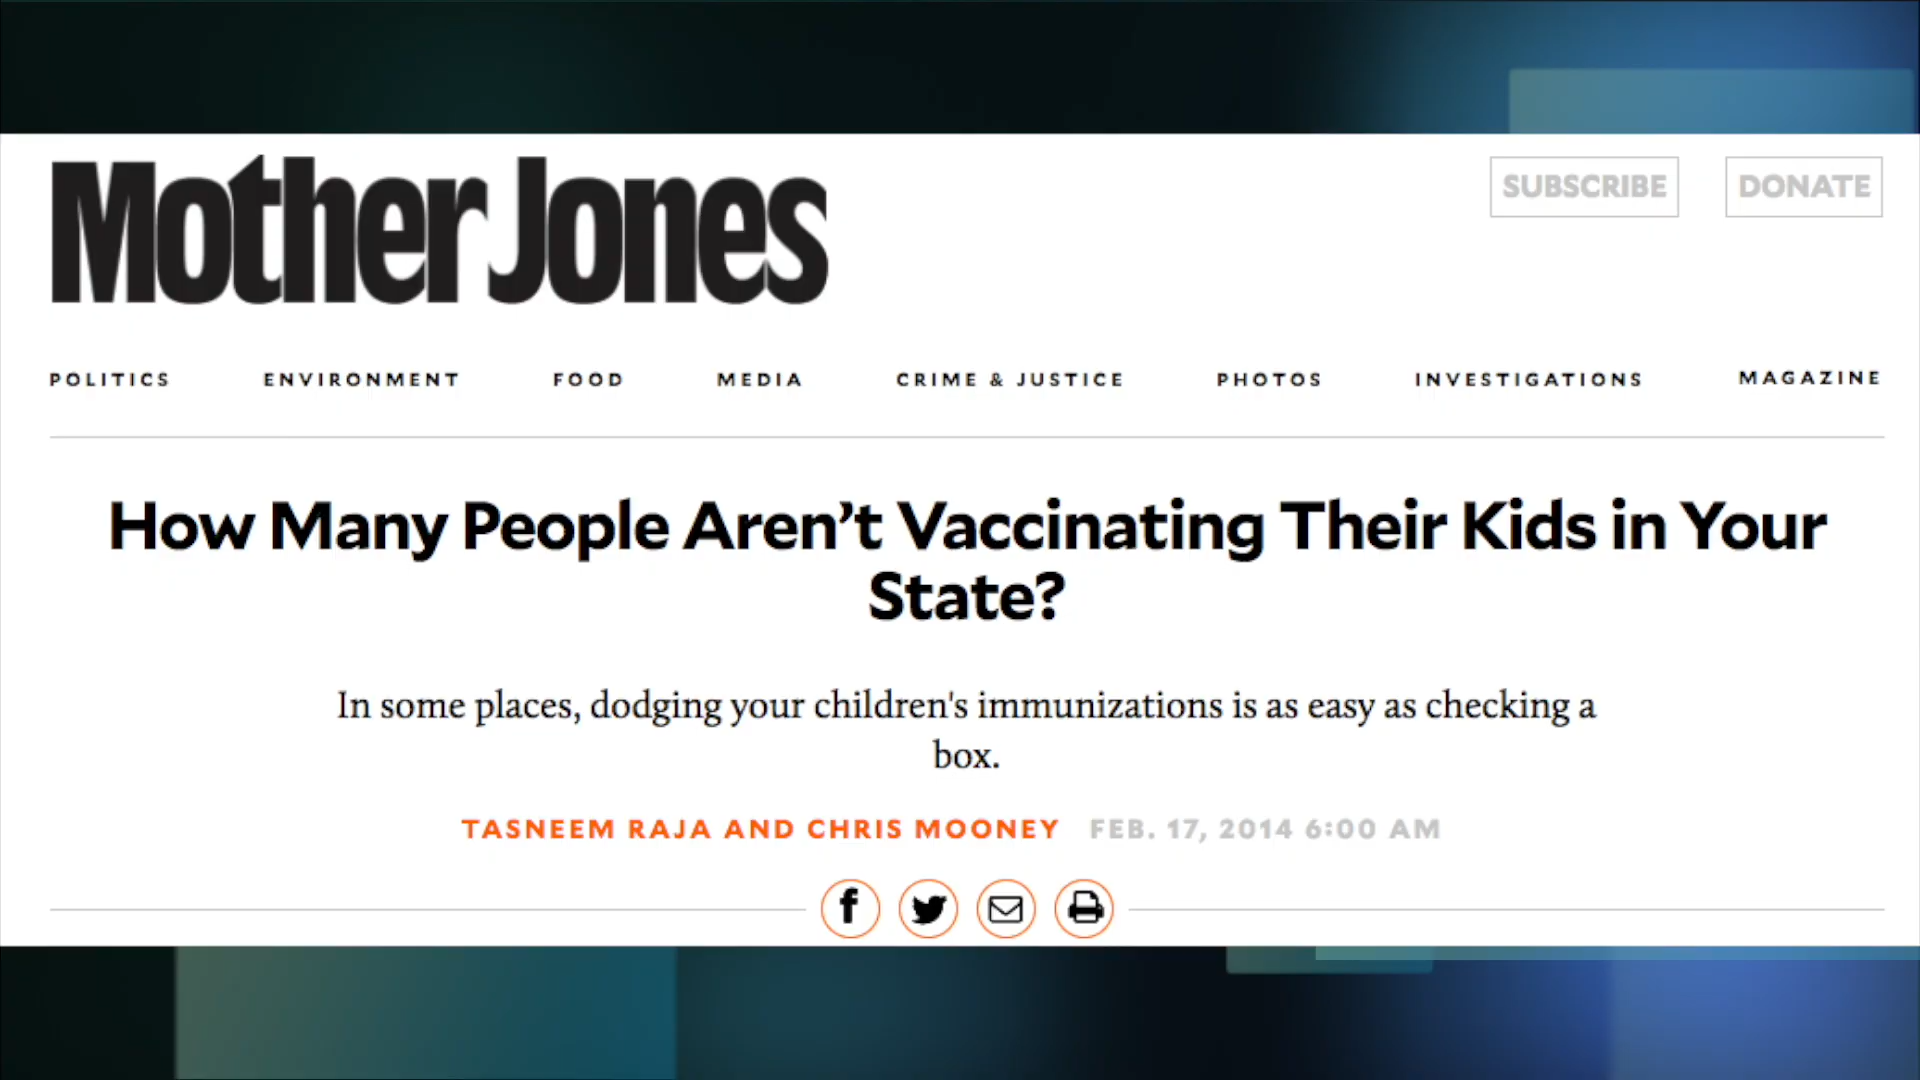 Mother Jones
SUBSCRIBE
DONATE
POLITICS
ENVIRONMENT
FOOD
MEDIA
CRIME & JUSTICE
PHOTOS
INVESTIGATIONS
MAGAZINE
How Many People Aren’t Vaccinating Their Kids in Your
State?
In some places, dodging your children's immunizations is as easy as checking a
box.
TASNEEM RAJA AND CHRIS MOONEY FEB. 17, 2014 6:00 AM